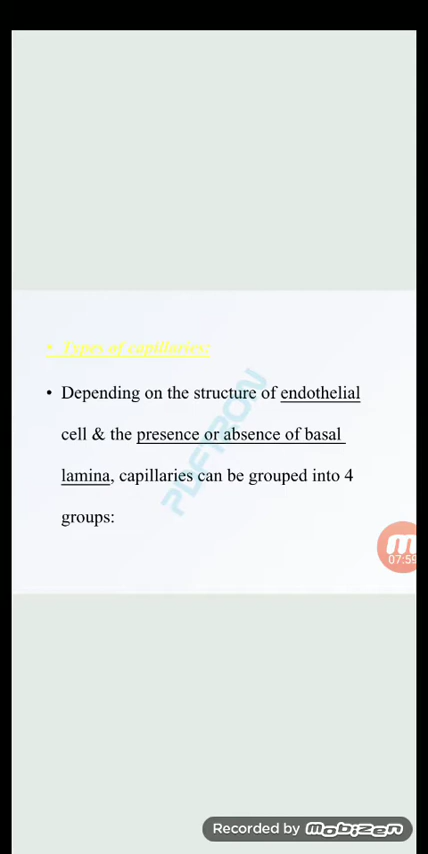 • Types of capillaries:
• Depending on the structure of endothelial
cell & the presence or absence of basal
lamina, capillaries can be grouped into 4
groups:
PDFTRON
07:59
Recorded by mobizen